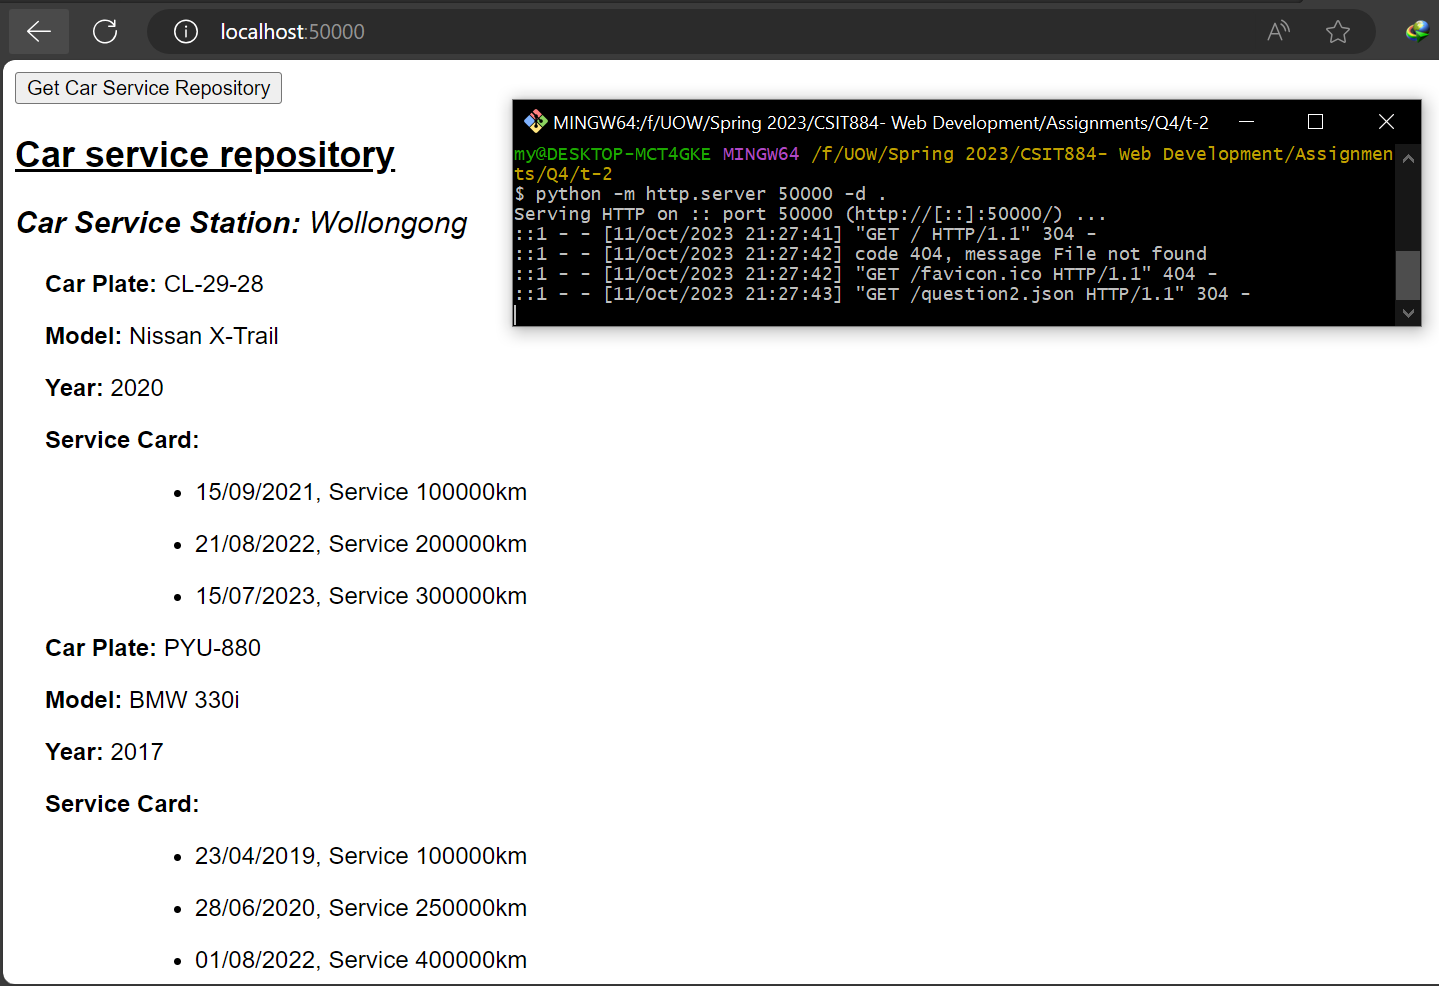 localhost:50000
Get Car Service Repository
Car service repository
Car Service Station: Wollongong
Car Plate: CL-29-28
Model: Nissan X-Trail
Year: 2020
Service Card:
• 15/09/2021, Service 100000km
• 21/08/2022, Service 200000km
• 15/07/2023, Service 300000km
Car Plate: PYU-880
Model: BMW 330i
Year: 2017
Service Card:
• 23/04/2019, Service 100000km
• 28/06/2020, Service 250000km
• 01/08/2022, Service 400000km
MINGW64:/f/UOW/Spring 2023/CSIT884- Web Development/Assignments/Q4/t-2
my@DESKTOP-MCT4GKE MINGW64 /f/UOW/Spring 2023/CSIT884- Web Development/Assignmen
ts/Q4/t-2
$ python -m http.server 50000 -d .
Serving HTTP on :: port 50000 (http://[::]:50000/) ...
::1 - - [11/Oct/2023 21:27:41] "GET / HTTP/1.1" 304 -
::1 - - [11/Oct/2023 21:27:42] code 404, message File not found
::1 - - [11/Oct/2023 21:27:42] "GET /favicon.ico HTTP/1.1" 404 -
::1 - - [11/Oct/2023 21:27:43] "GET /question2.json HTTP/1.1" 304 -